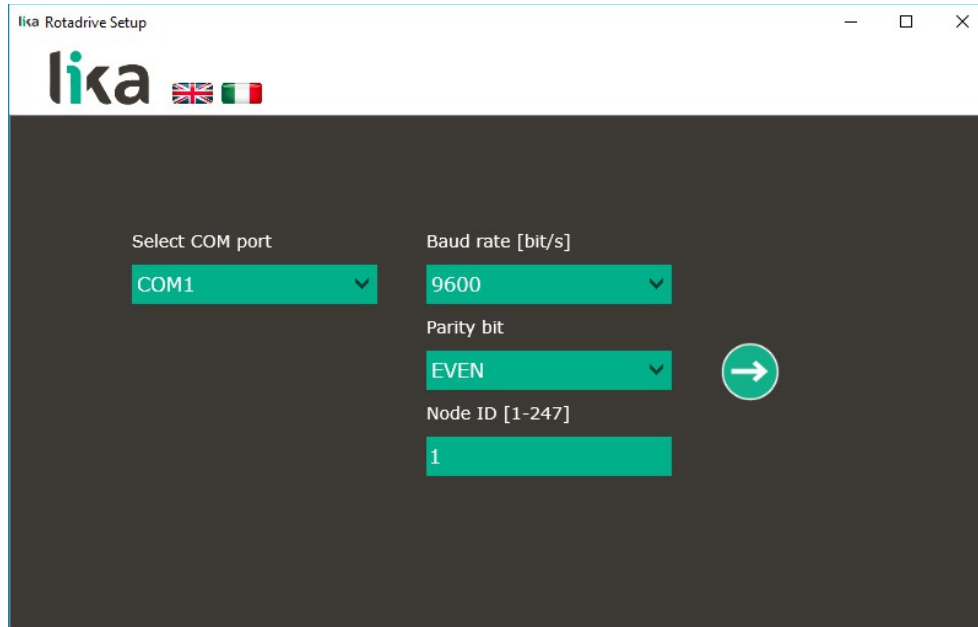 lika Rotadrive Setup
lika
Select COM port
COM1
Baud rate [bit/s]
9600
Parity bit
EVEN
Node ID [1-247]
1